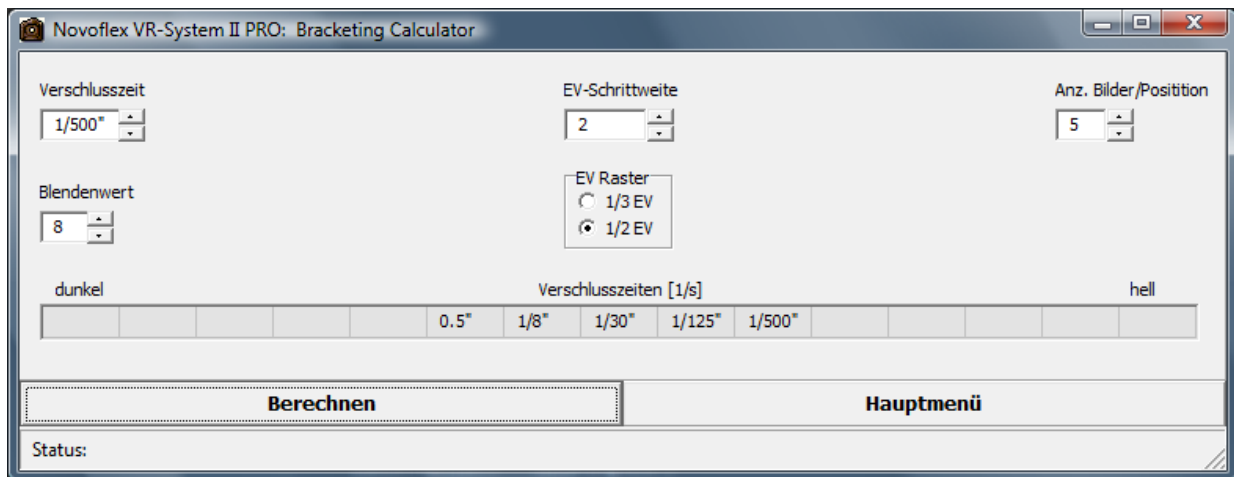 Novoflex VR-System II PRO: Bracketing Calculator
Verschlusszeit EV-Schrittweite Anz. Bilder/Positition
1/500" 2 5
Blendenwert EV Raster
1/3 EV
8 1/2 EV
dunkel Verschlusszeiten [1/s] hell
0.5" 1/8" 1/30" 1/125" 1/500"
Berechnen Hauptmenü
Status: